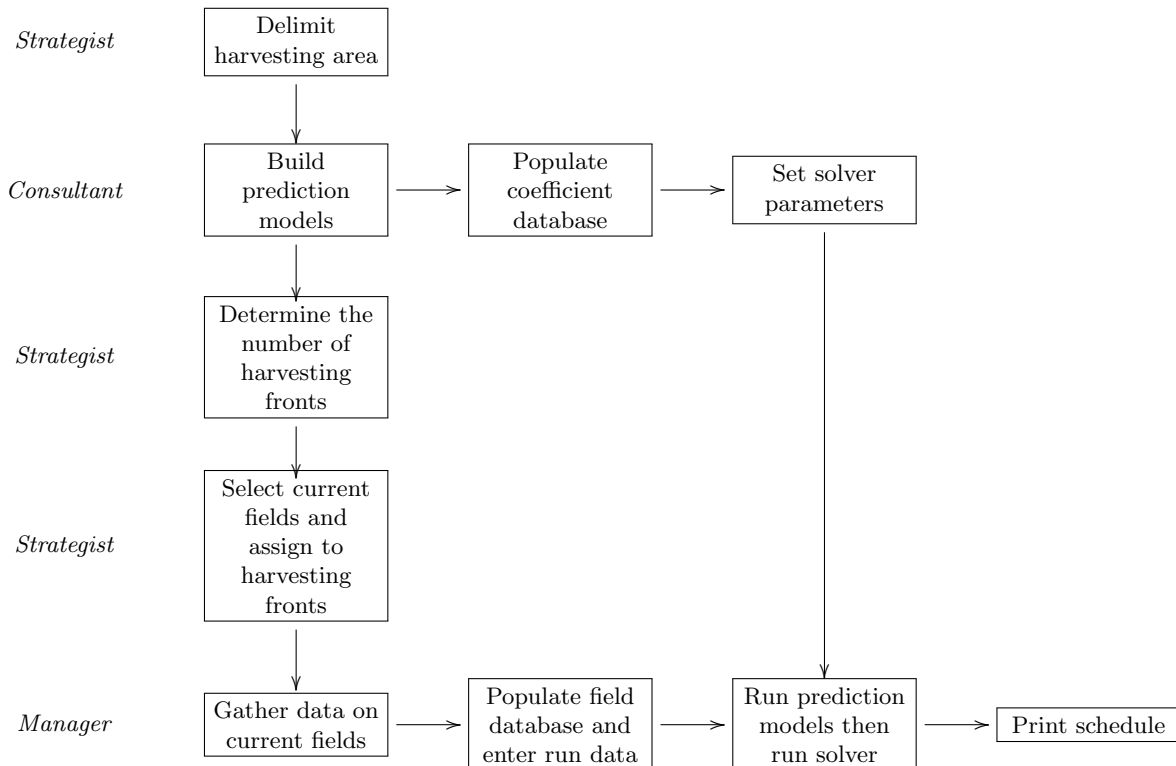 Strategist
Delimit
harvesting area
Consultant
Build
prediction
models
Populate
coefficient
database
Set solver
parameters
Strategist
Determine the
number of
harvesting
fronts
Strategist
Select current
fields and
assign to
harvesting
fronts
Manager
Gather data on
current fields
Populate field
database and
enter run data
Run prediction
models then
run solver
Print schedule